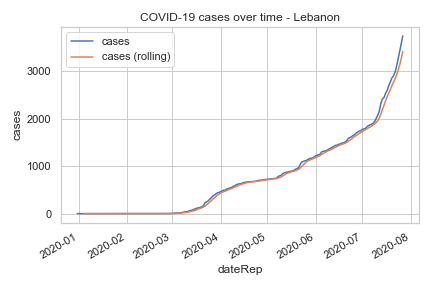 COVID-19 cases over time - Lebanon
cases
cases (rolling)
3000
2000
1000
0
cases
2020-01
2020-02
2020-03
2020-04
2020-05
2020-06
2020-07
2020-08
dateRep